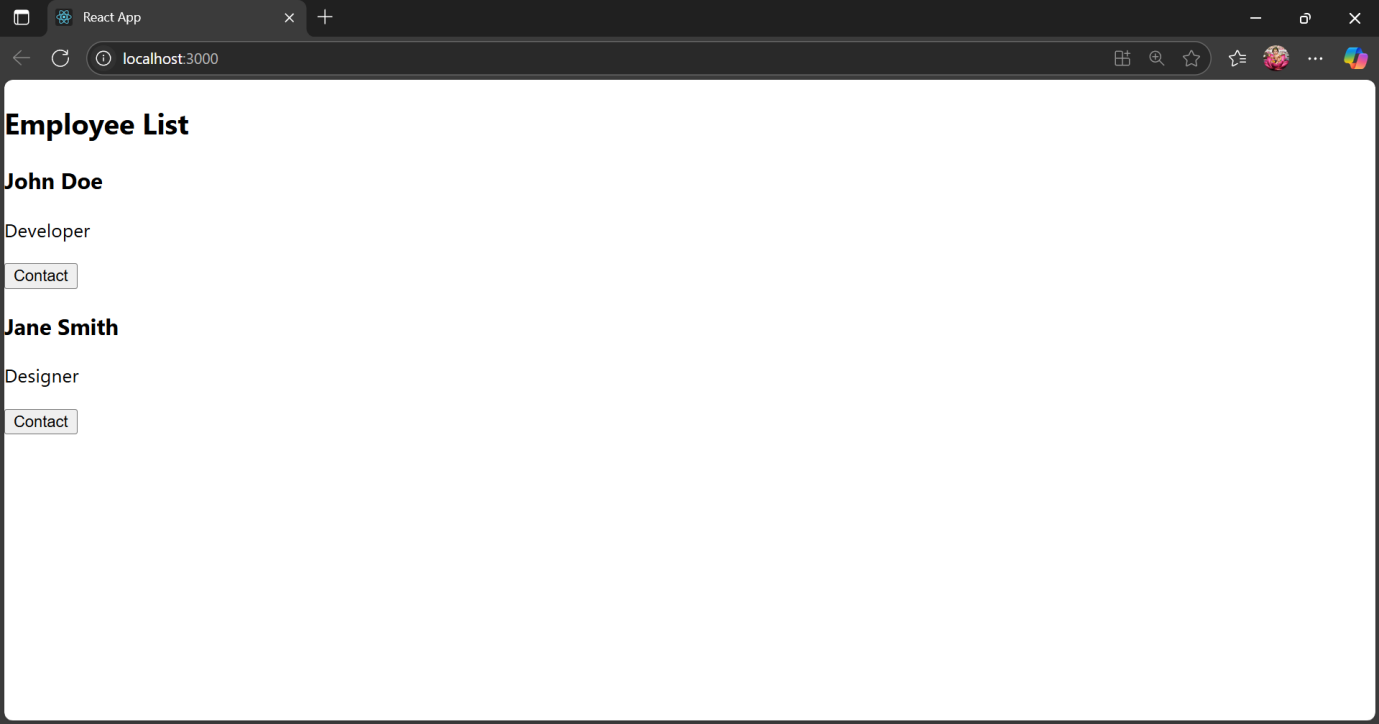 React App
localhost:3000
Employee List
John Doe
Developer
Contact
Jane Smith
Designer
Contact